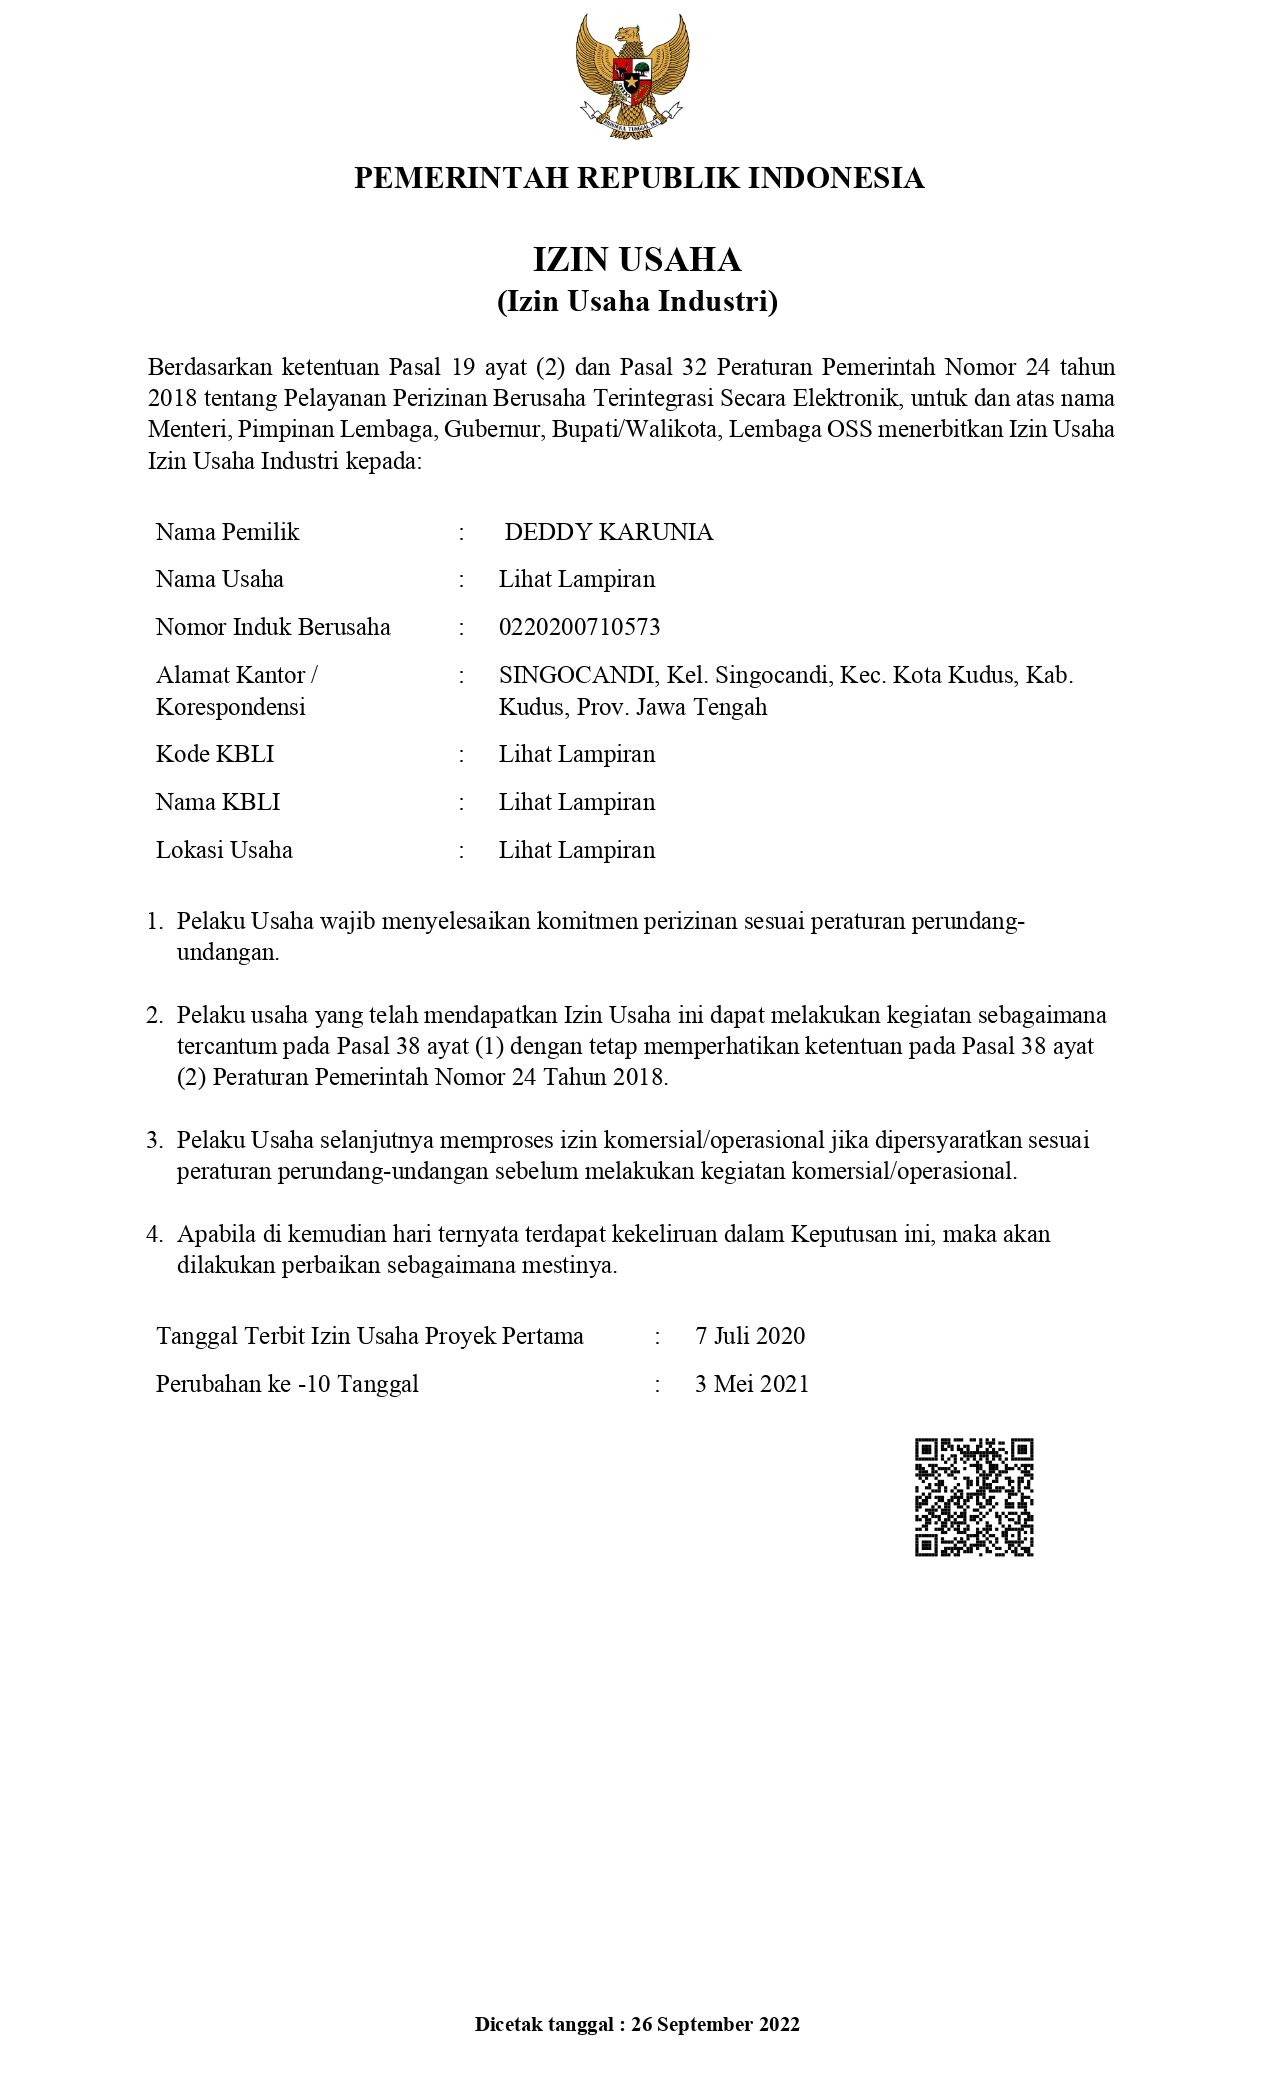 PEMERINTAH REPUBLIK INDONESIA
IZIN USAHA
(Izin Usaha Industri)
Berdasarkan ketentuan Pasal 19 ayat (2) dan Pasal 32 Peraturan Pemerintah Nomor 24 tahun
2018 tentang Pelayanan Perizinan Berusaha Terintegrasi Secara Elektronik, untuk dan atas nama
Menteri, Pimpinan Lembaga, Gubernur, Bupati/Walikota, Lembaga OSS menerbitkan Izin Usaha
Izin Usaha Industri kepada:
Nama Pemilik : DEDDY KARUNIA
Nama Usaha : Lihat Lampiran
Nomor Induk Berusaha : 0220200710573
Alamat Kantor / : SINGOCANDI, Kel. Singocandi, Kec. Kota Kudus, Kab.
Korespondensi Kudus, Prov. Jawa Tengah
Kode KBLI : Lihat Lampiran
Nama KBLI : Lihat Lampiran
Lokasi Usaha : Lihat Lampiran
1. Pelaku Usaha wajib menyelesaikan komitmen perizinan sesuai peraturan perundang-
undangan.
2. Pelaku usaha yang telah mendapatkan Izin Usaha ini dapat melakukan kegiatan sebagaimana
tercantum pada Pasal 38 ayat (1) dengan tetap memperhatikan ketentuan pada Pasal 38 ayat
(2) Peraturan Pemerintah Nomor 24 Tahun 2018.
3. Pelaku Usaha selanjutnya memproses izin komersial/operasional jika dipersyaratkan sesuai
peraturan perundang-undangan sebelum melakukan kegiatan komersial/operasional.
4. Apabila di kemudian hari ternyata terdapat kekeliruan dalam Keputusan ini, maka akan
dilakukan perbaikan sebagaimana mestinya.
Tanggal Terbit Izin Usaha Proyek Pertama : 7 Juli 2020
Perubahan ke -10 Tanggal : 3 Mei 2021
Dicetak tanggal : 26 September 2022